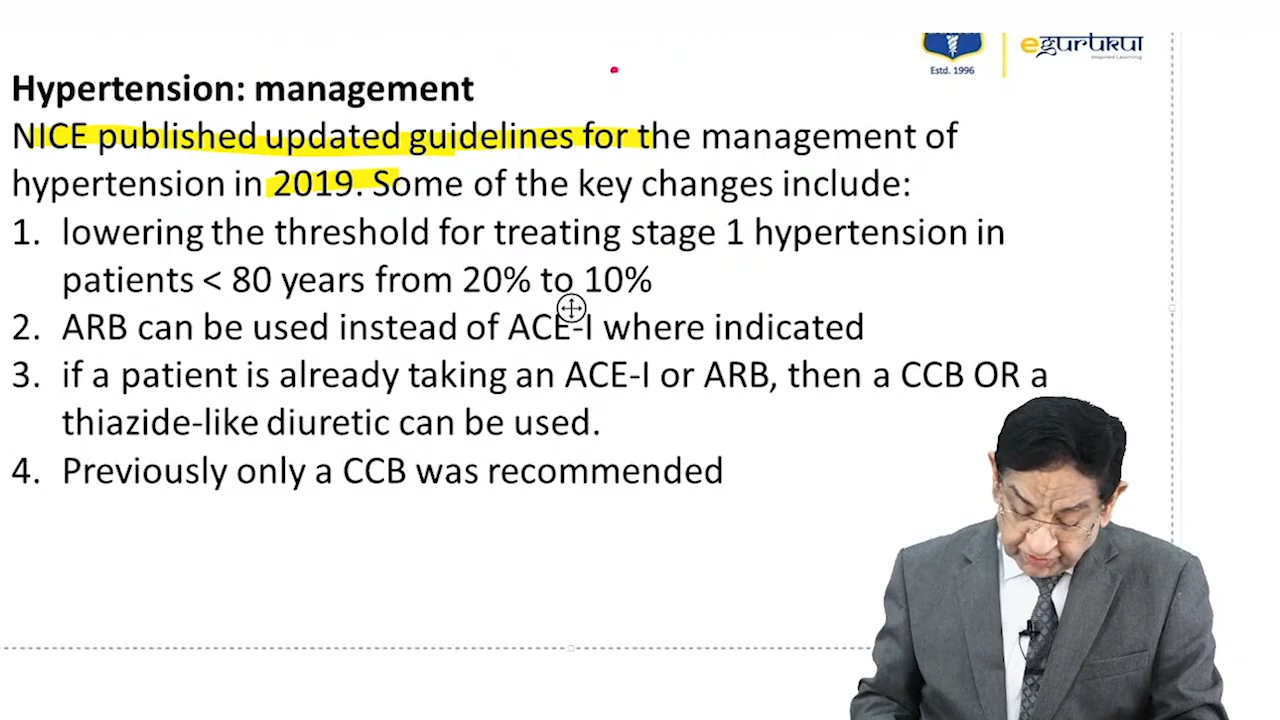 egurukul
Inspired Learning
Estd. 1996
Hypertension: management
NICE published updated guidelines for the management of
hypertension in 2019. Some of the key changes include:
1. lowering the threshold for treating stage 1 hypertension in
patients < 80 years from 20% to 10%
2. ARB can be used instead of ACE-I where indicated
3. if a patient is already taking an ACE-I or ARB, then a CCB OR a
thiazide-like diuretic can be used.
4. Previously only a CCB was recommended